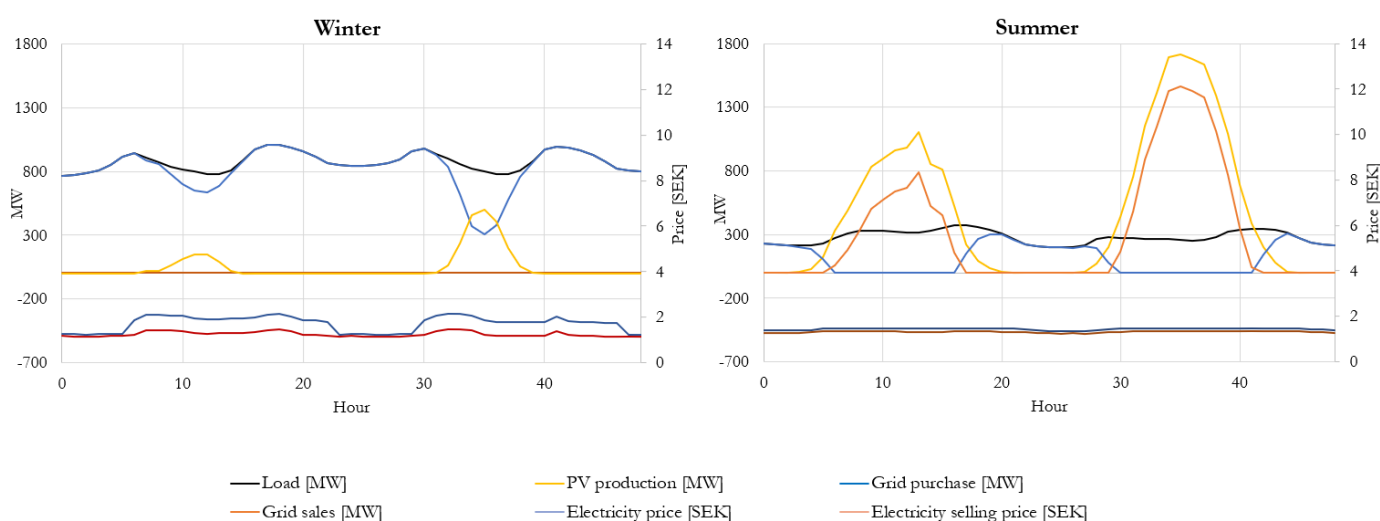 Winter
1800
1300
800
300
-200
-700
MW
14
12
10
8
6
4
2
0
Price [SEK]
0
10
20
30
40
Hour
Summer
1800
1300
800
300
-200
-700
MW
14
12
10
8
6
4
2
0
Price [SEK]
0
10
20
30
40
Hour
Load [MW]
PV production [MW]
Grid purchase [MW]
Grid sales [MW]
Electricity price [SEK]
Electricity selling price [SEK]